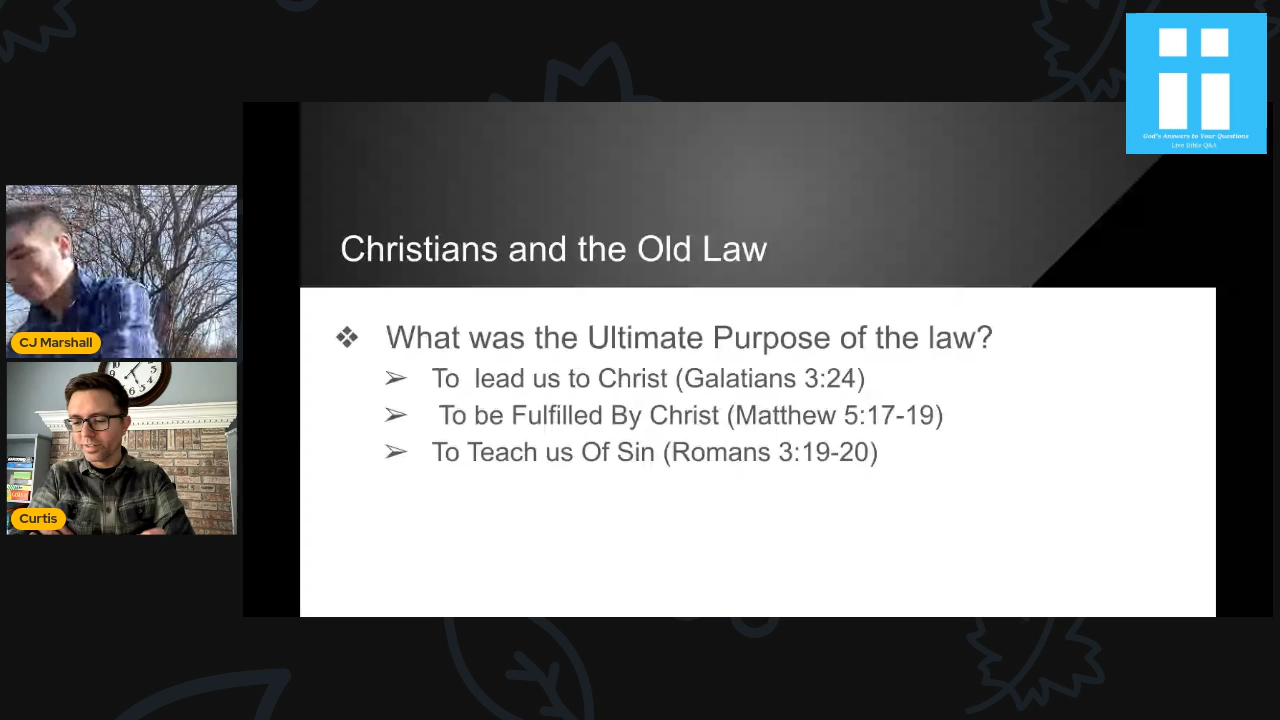 God's Answers to Your Questions
Live Bible Q&A
Christians and the Old Law
❖ What was the Ultimate Purpose of the law?
➢ To lead us to Christ (Galatians 3:24)
➢ To be Fulfilled By Christ (Matthew 5:17-19)
➢ To Teach us Of Sin (Romans 3:19-20)
CJ Marshall
Curtis